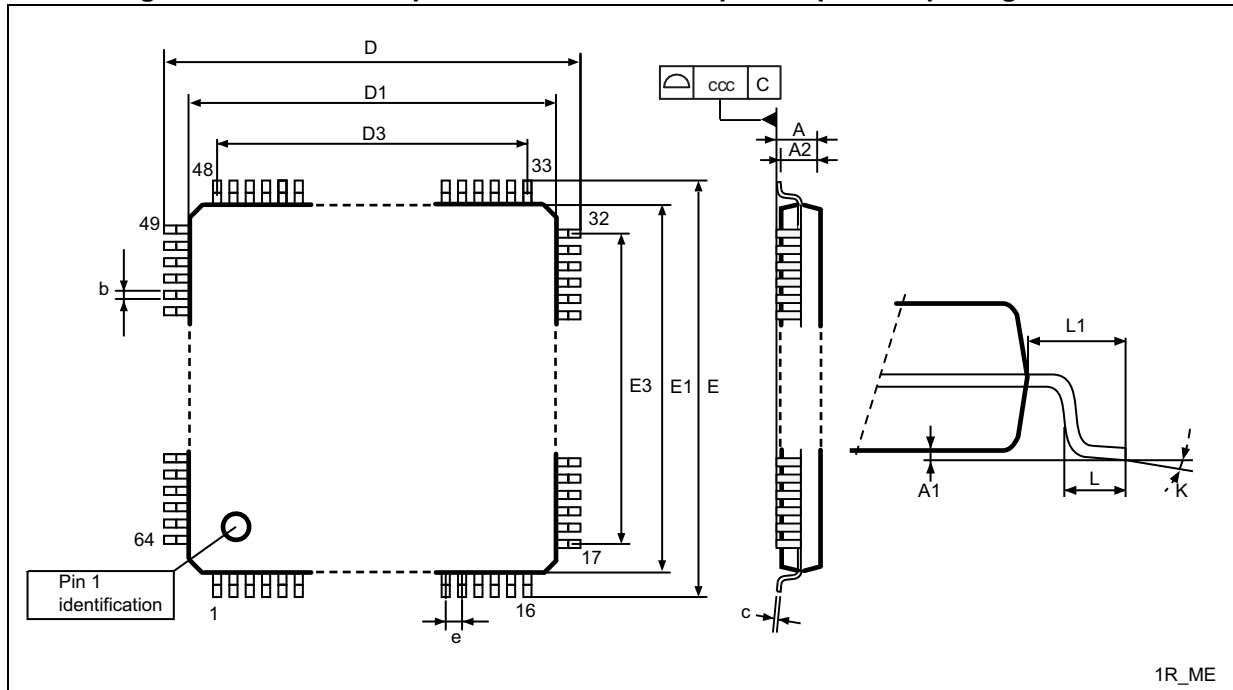 D
D1
ccc C
D3
A
A2
48
33
49
32
b
L1
E3
E1
E
A1
L
K
64
17
Pin 1
identification
1
16
e
c
1R_ME